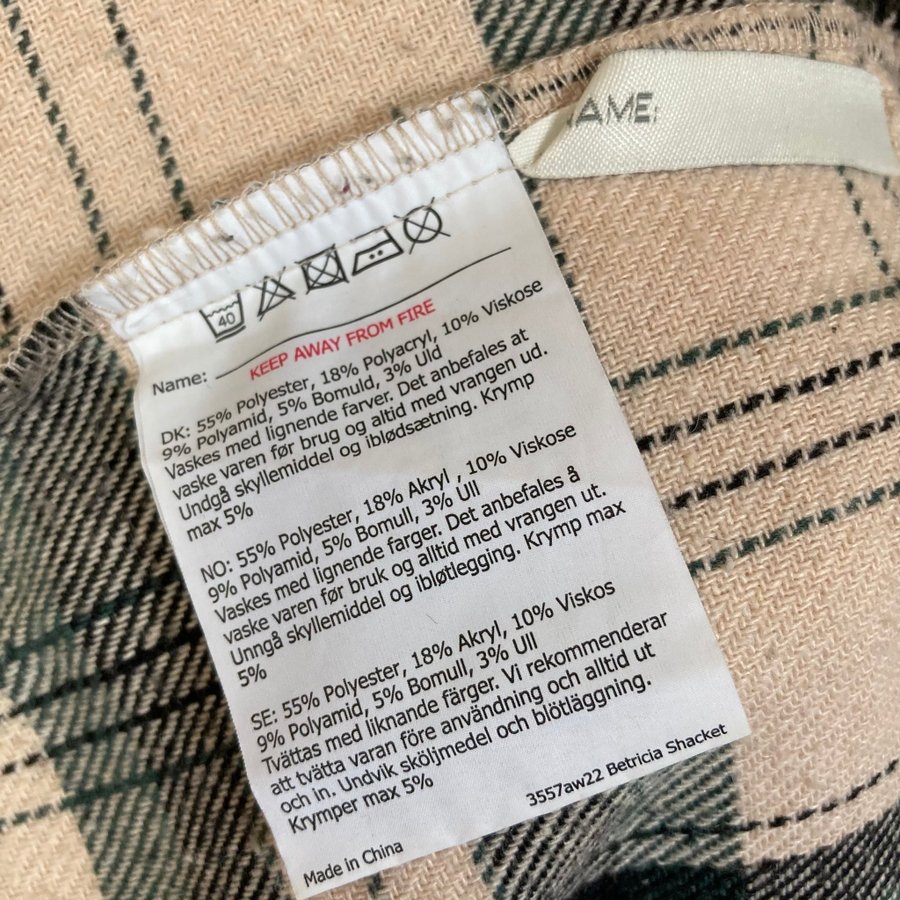 NAME:
40
Name:
KEEP AWAY FROM FIRE
DK: 55% Polyester, 18% Polyacryl, 10% Viskose
9% Polyamid, 5% Bomuld, 3% Uld
Vaskes med lignende farver. Det anbefales at
vaske varen før brug og altid med vrangen ud.
Undgå skyllemiddel og iblødsætning. Krymp
max 5%
NO: 55% Polyester, 18% Akryl , 10% Viskose
9% Polyamid, 5% Bomull, 3% Ull
Vaskes med lignende farger. Det anbefales å
vaske varen før bruk og alltid med vrangen ut.
Unngå skyllemiddel og ibløtlegging. Krymp max
5%
SE: 55% Polyester, 18% Akryl, 10% Viskos
9% Polyamid, 5% Bomull, 3% Ull
Tvättas med liknande färger. Vi rekommenderar
att tvätta varan före användning och alltid ut
och in. Undvik sköljmedel och blötläggning.
Krymper max 5%
3557aw22 Betricia Shacket
Made in China